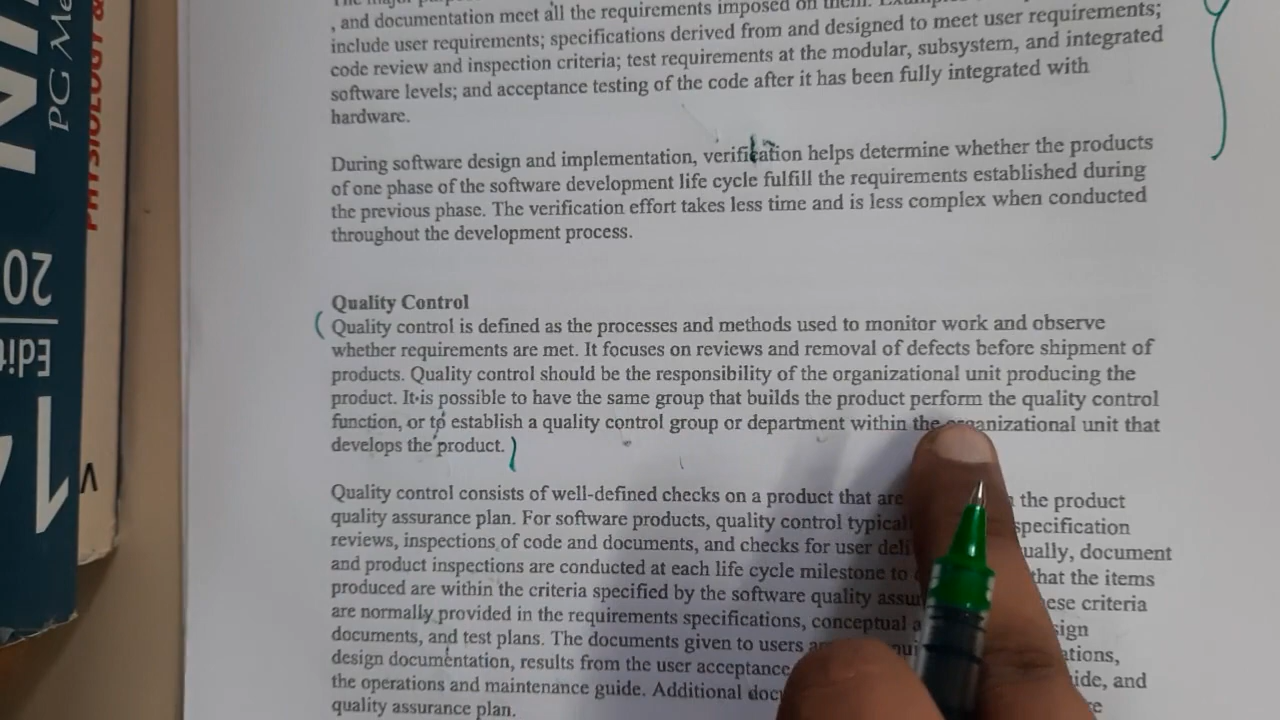 , and documentation meet all the requirements imposed on them.
include user requirements; specifications derived from and designed to meet user requirements;
code review and inspection criteria; test requirements at the modular, subsystem, and integrated
software levels; and acceptance testing of the code after it has been fully integrated with
hardware.
During software design and implementation, verification helps determine whether the products
of one phase of the software development life cycle fulfill the requirements established during
the previous phase. The verification effort takes less time and is less complex when conducted
throughout the development process.
Quality Control
Quality control is defined as the processes and methods used to monitor work and observe
whether requirements are met. It focuses on reviews and removal of defects before shipment of
products. Quality control should be the responsibility of the organizational unit producing the
product. It is possible to have the same group that builds the product perform the quality control
function, or to establish a quality control group or department within the organizational unit that
develops the product.
Quality control consists of well-defined checks on a product that are the product
quality assurance plan. For software products, quality control specification
reviews, inspections of code and documents, and checks for user document
and product inspections are conducted at each life cycle milestone to that the items
produced are within the criteria specified by the software quality criteria
are normally provided in the requirements specifications, conceptual
documents, and test plans. The documents given to users
design documentation, results from the user acceptance
the operations and maintenance guide. Additional and
quality assurance plan.
PG
PHYSIOLOGY &
20
Edit
1